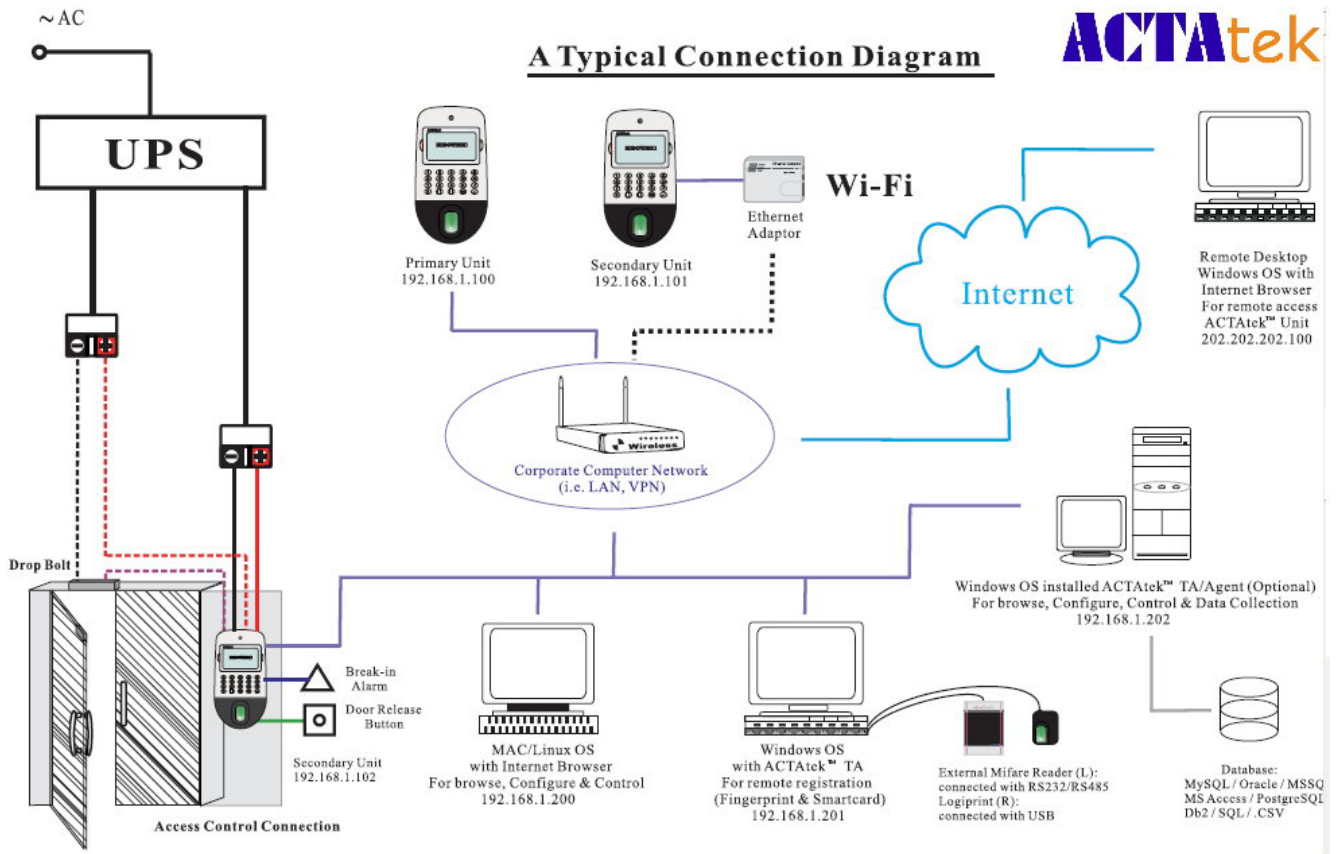 ~AC
ACTAtek
A Typical Connection Diagram
UPS
Wi-Fi
Ethernet
Adaptor
Primary Unit
192.168.1.100
Secondary Unit
192.168.1.101
Internet
Remote Desktop
Windows OS with
Internet Browser
For remote access
ACTAtek™ Unit
202.202.202.100
Wireless
Corporate Computer Network
(i.e. LAN, VPN)
Drop Bolt
Windows OS installed ACTAtek™ TA/Agent (Optional)
For browse, Configure, Control & Data Collection
192.168.1.202
Break-in
Alarm
Door Release
Button
Secondary Unit
192.168.1.102
Access Control Connection
MAC/Linux OS
with Internet Browser
For browse, Configure & Control
192.168.1.200
Windows OS
with ACTAtek™ TA
For remote registration
(Fingerprint & Smartcard)
192.168.1.201
External Mifare Reader (L):
connected with RS232/RS485
Logiprint (R):
connected with USB
Database:
MySQL / Oracle / MSSQ
MS Access / PostgreSQL
Db2 / SQL / .CSV